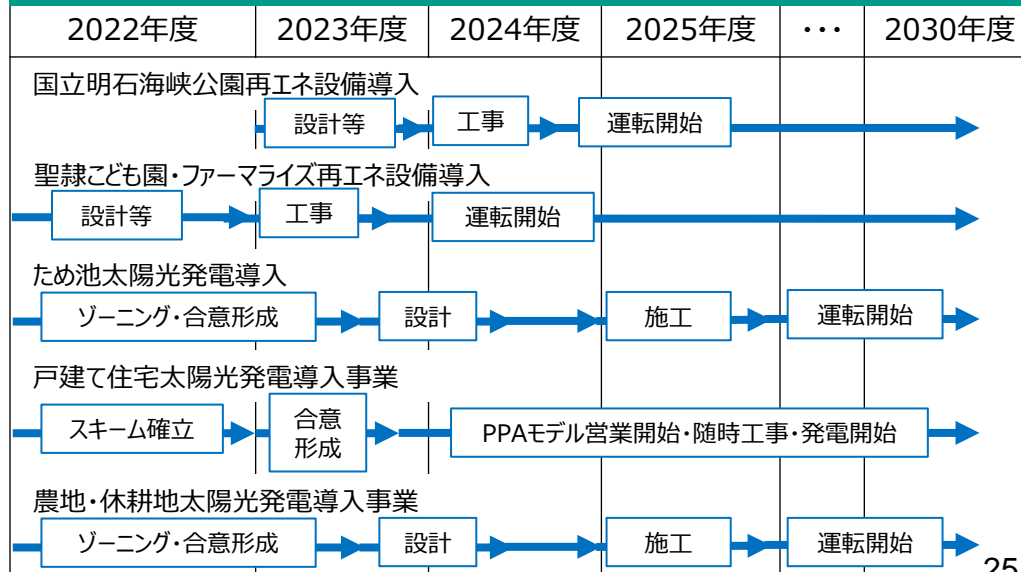 2022年度 2023年度 2024年度 2025年度 ・・・ 2030年度
国立明石海峡公園再エネ設備導入
設計等 工事 運転開始
聖隷こども園・ファーマライズ再エネ設備導入
設計等 工事 運転開始
ため池太陽光発電導入
ゾーニング・合意形成 設計 施工 運転開始
戸建て住宅太陽光発電導入事業
スキーム確立 合意 PPAモデル営業開始・随時工事・発電開始
形成
農地・休耕地太陽光発電導入事業
ゾーニング・合意形成 設計 施工 運転開始
25